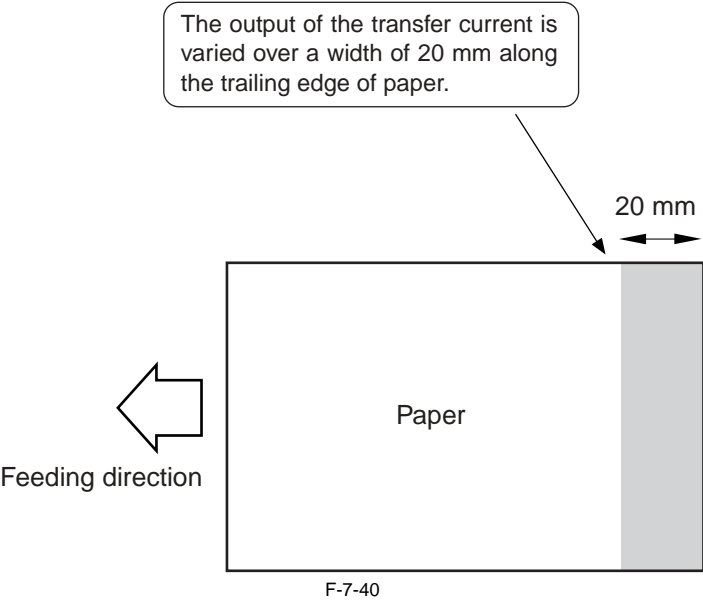 The output of the transfer current is
varied over a width of 20 mm along
the trailing edge of paper.
20 mm
Paper
Feeding direction
F-7-40